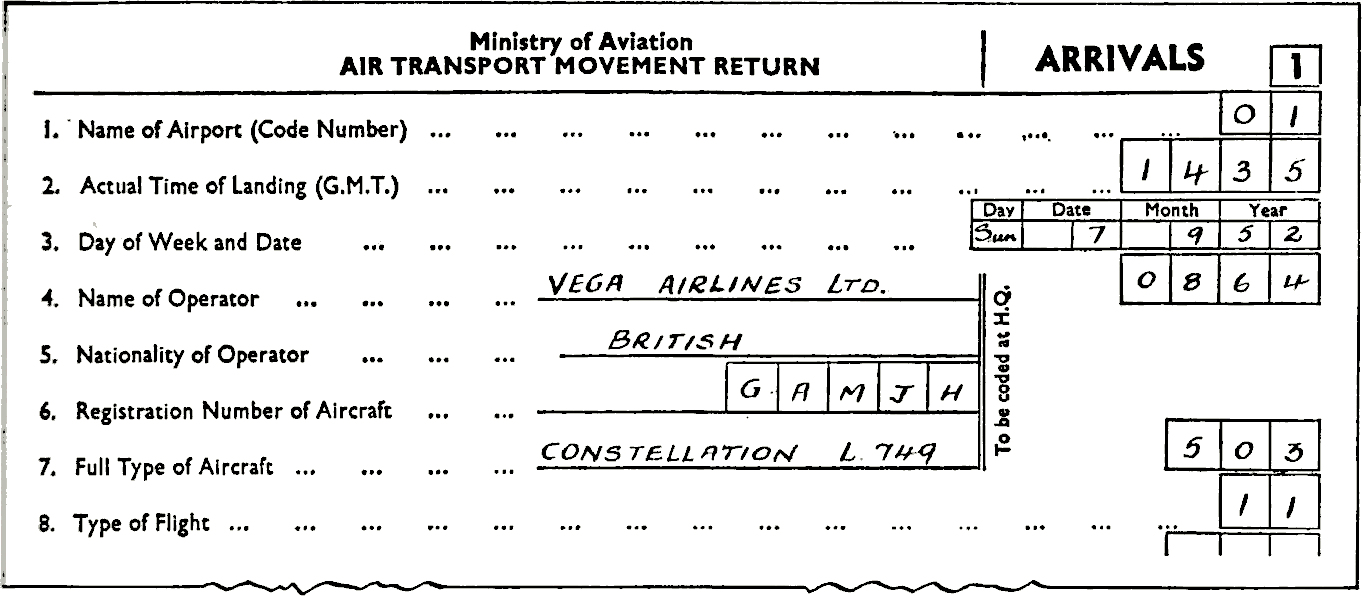 Ministry of Aviation
AIR TRANSPORT MOVEMENT RETURN
ARRIVALS 1
1. Name of Airport (Code Number) ... ... ... ... ... ... ... ... ... ... ... ... 0 1
2. Actual Time of Landing (G.M.T.) ... ... ... ... ... ... ... ... ... ... ... 1 4 3 5
Day Date Month Year
3. Day of Week and Date ... ... ... ... ... ... ... ... ... Sun 7 9 5 2
4. Name of Operator ... ... ... ... VEGA AIRLINES LTD. 0 8 6 4
5. Nationality of Operator ... ... ... BRITISH
6. Registration Number of Aircraft ... ... G A M J H
7. Full Type of Aircraft ... ... ... ... CONSTELLATION L.749 5 0 3
To be coded at H.Q.
8. Type of Flight ... ... ... ... ... ... ... ... ... ... ... ... ... ... ... 1 1